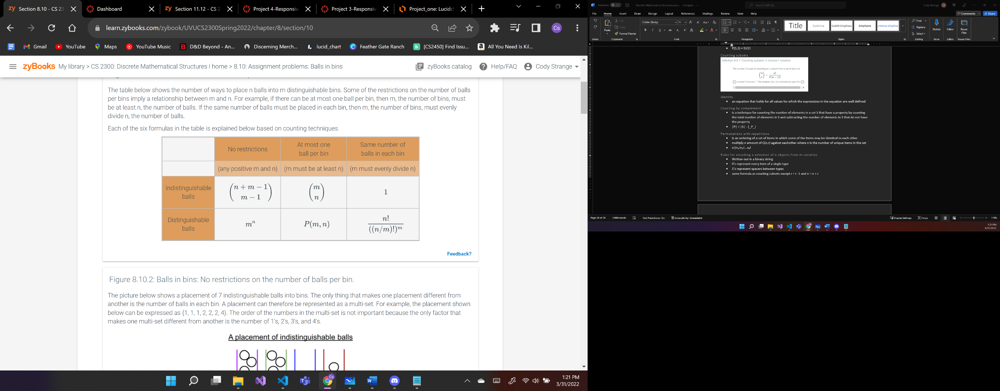 Section 8.10 - CS 23
Dashboard
Section 11.12 - CS 2
Project 4-Responsiv
Project 3-Responsiv
Project_one: Lucidch
learn.zybooks.com/zybook/UVUCS2300Spring2022/chapter/8/section/10
Cs
Gmail
YouTube
Maps
YouTube Music
D&D Beyond - An...
Discerning Merch...
lucid_chart
Feather Gate Ranch
[CS2450] Find Issu...
All You Need Is Kil...
zyBooks My library > CS 2300: Discrete Mathematical Structures I home > 8.10: Assignment problems: Balls in bins
zyBooks catalog
Help/FAQ
Cody Strange
The table below shows the number of ways to place n balls into m distinguishable bins. Some of the restrictions on the number of balls
per bins imply a relationship between m and n. For example, if there can be at most one ball per bin, then m, the number of bins, must
be at least n, the number of balls. If the same number of balls must be placed in each bin, then m, the number of bins, must evenly
divide n, the number of balls.
Each of the six formulas in the table is explained below based on counting techniques.
No restrictions
At most one
ball per bin
Same number of
balls in each bin
(any positive m and n)
(m must be at least n)
(m must evenly divide n)
Indistinguishable
balls
(n + m − 1
m − 1)
(m
n)
1
Distinguishable
balls
mⁿ
P(m, n)
n!
((n/m)!)ᵐ
Feedback?
Figure 8.10.2: Balls in bins: No restrictions on the number of balls per bin.
The picture below shows a placement of 7 indistinguishable balls into bins. The only thing that makes one placement different from
another is the number of balls in each bin. A placement can therefore be represented as a multi-set. For example, the placement shown
below can be expressed as {1, 1, 1, 2, 2, 2, 4}. The order of the numbers in the multi-set is not important because the only factor that
makes one multi-set different from another is the number of 1's, 2's, 3's, and 4's.
A placement of indistinguishable balls
1:21 PM
3/31/2022
AutoSave Off
Discrete Mathematical Structures.docx - Compati...
Search (Alt+Q)
Cody Strange
CS
File Home Insert Draw Design Layout References Mailings Review View Help
Comments
Share
Paste
Cut
Copy
Format Painter
Calibri (Body) 11
Title
Subtitle
Subtle Emphasis
Emphasis
Intense Emphas
Find
Replace
Select
Dictate
Editor
Reuse
Files
Undo Clipboard Font Paragraph Styles Editing Voice Editor Reuse Files
P(5,3) = 5!/2!
Counting subsets
Definition 8.5.1: Counting subsets: 'n choose r' notation.
The number of ways of selecting an r-subset from a set of size n is:
(n
r) = n!
r!(n − r)!
(n r) is read "n choose r". The notation C(n, r) is sometimes used for (n r)
identity
an equation that holds for all values for which the expressions in the equation are well defined
Counting by complement
is a technique for counting the number of elements in a set S that have a property by counting
the total number of elements in S and subtracting the number of elements in S that do not have
the property
|P| = |S| - |_P_|
Permutations with repetitions
is an ordering of a set of items in which some of the items may be identical to each other
multiply n amount of C(n,r) against eachother where n is the number of unique items in the set
n!/n₁!n₂!...nₖ!
Rules for encoding a selection of n objects from m varieties
Written out in a binary string
0's represent every item of a single type
1's represent spacers between types
same formula as counting subsets except r = r -1 and n = n + r
Page 24 of 38
12484 words
Text Predictions: On
Accessibility: Unavailable
Display Settings
Focus
110%
1:21 PM
3/31/2022